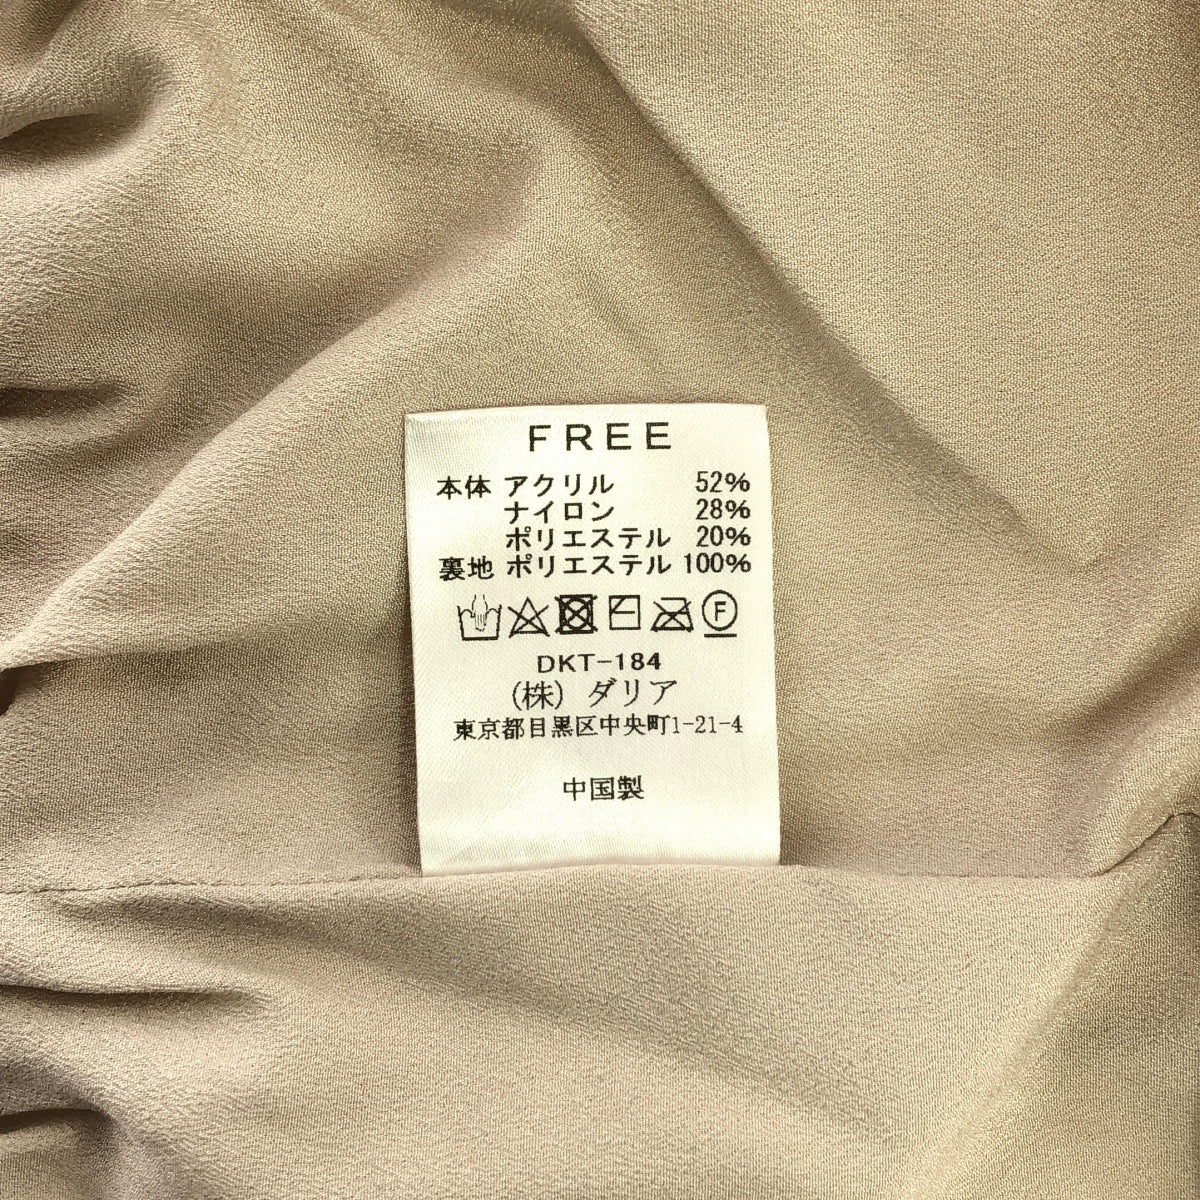 FREE
本体 アクリル 52%
ナイロン 28%
ポリエステル 20%
裏地 ポリエステル 100%
F
DKT-184
(株) ダリア
東京都目黒区中央町1-21-4
中国製